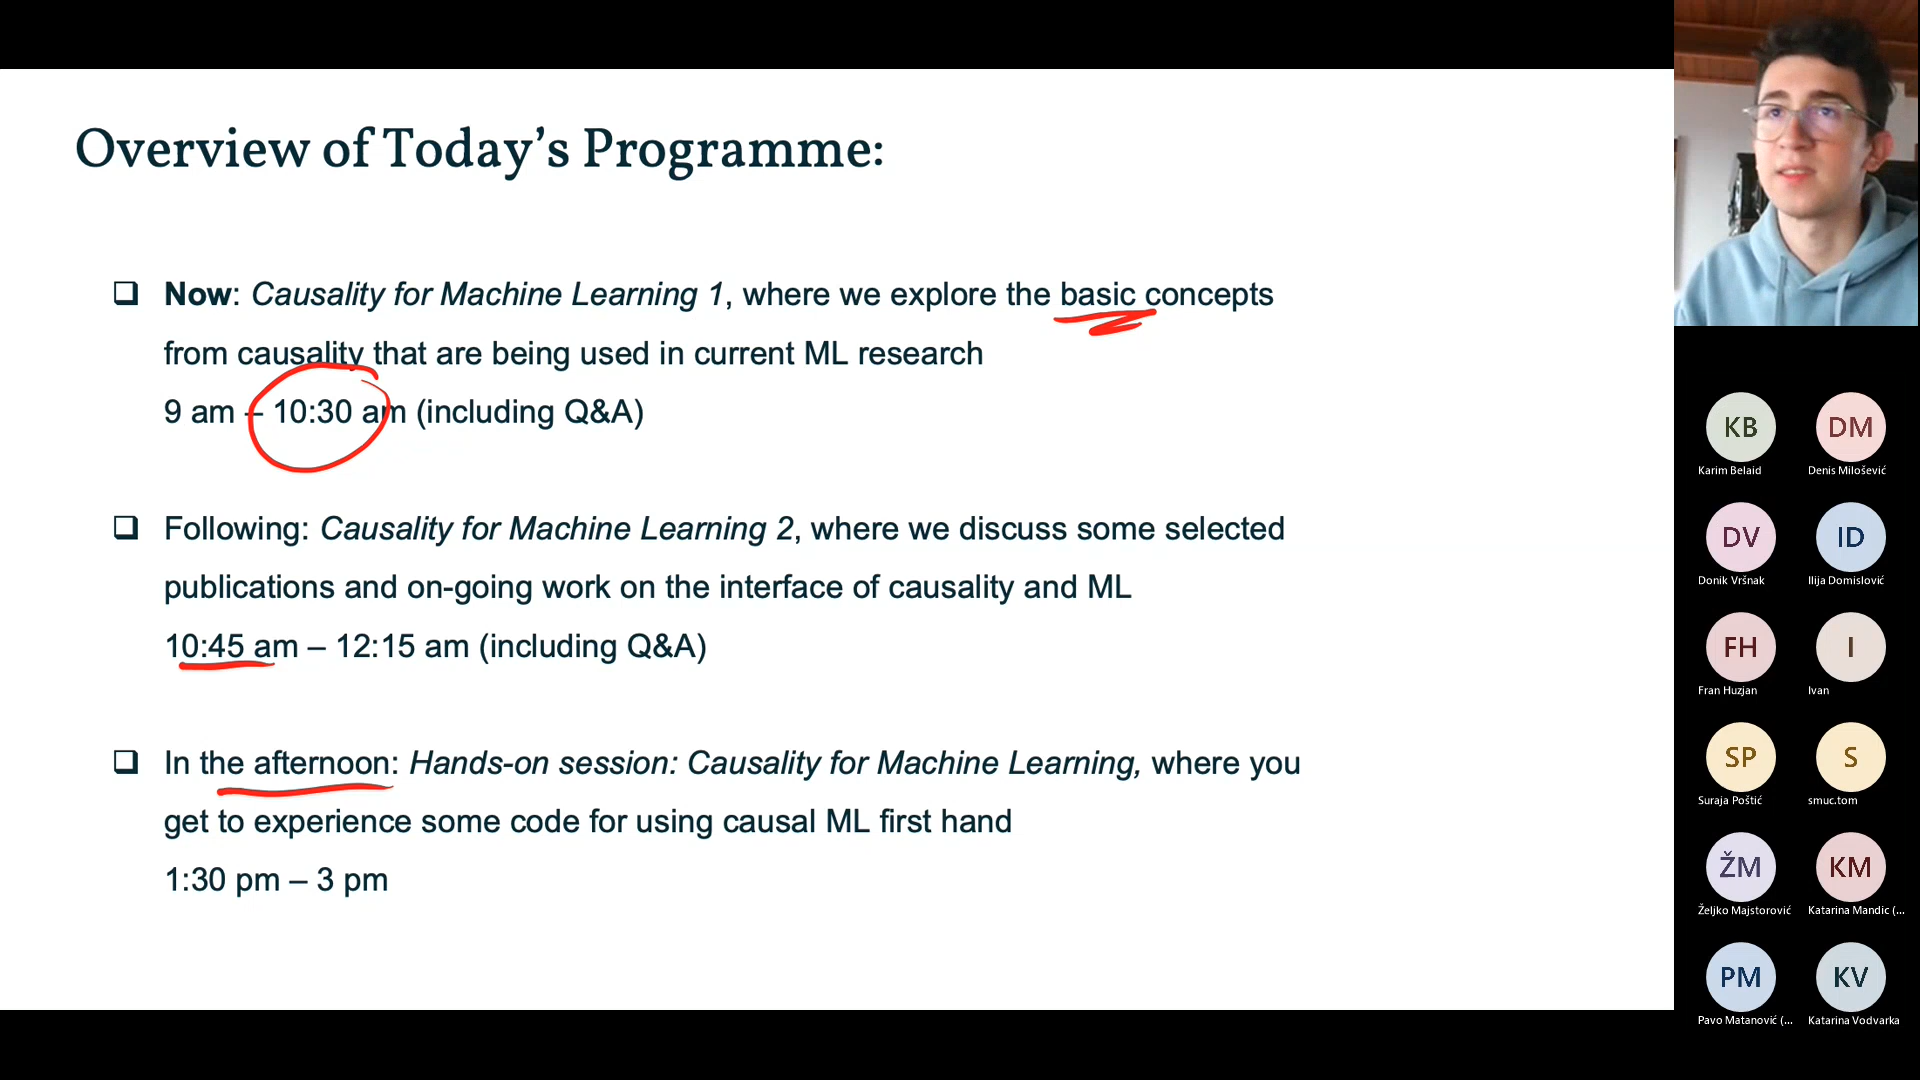 Overview of Today's Programme:
❑ Now: Causality for Machine Learning 1, where we explore the basic concepts
from causality that are being used in current ML research
9 am – 10:30 am (including Q&A)
❑ Following: Causality for Machine Learning 2, where we discuss some selected
publications and on-going work on the interface of causality and ML
10:45 am – 12:15 am (including Q&A)
❑ In the afternoon: Hands-on session: Causality for Machine Learning, where you
get to experience some code for using causal ML first hand
1:30 pm – 3 pm
KB DM
Karim Belaid Denis Milošević
DV ID
Donik Vršnak Ilija Domislović
FH I
Fran Huzjan Ivan
SP S
Suraja Poštić smuc.tom
ŽM KM
Željko Majstorović Katarina Mandic (...
PM KV
Pavo Matanović (... Katarina Vodvarka